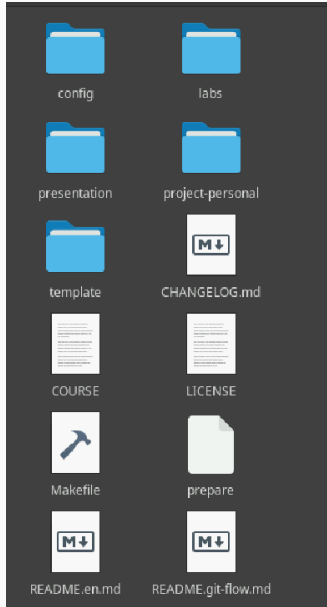 config labs
presentation project-personal
template CHANGELOG.md
COURSE LICENSE
Makefile prepare
README.en.md README.git-flow.md